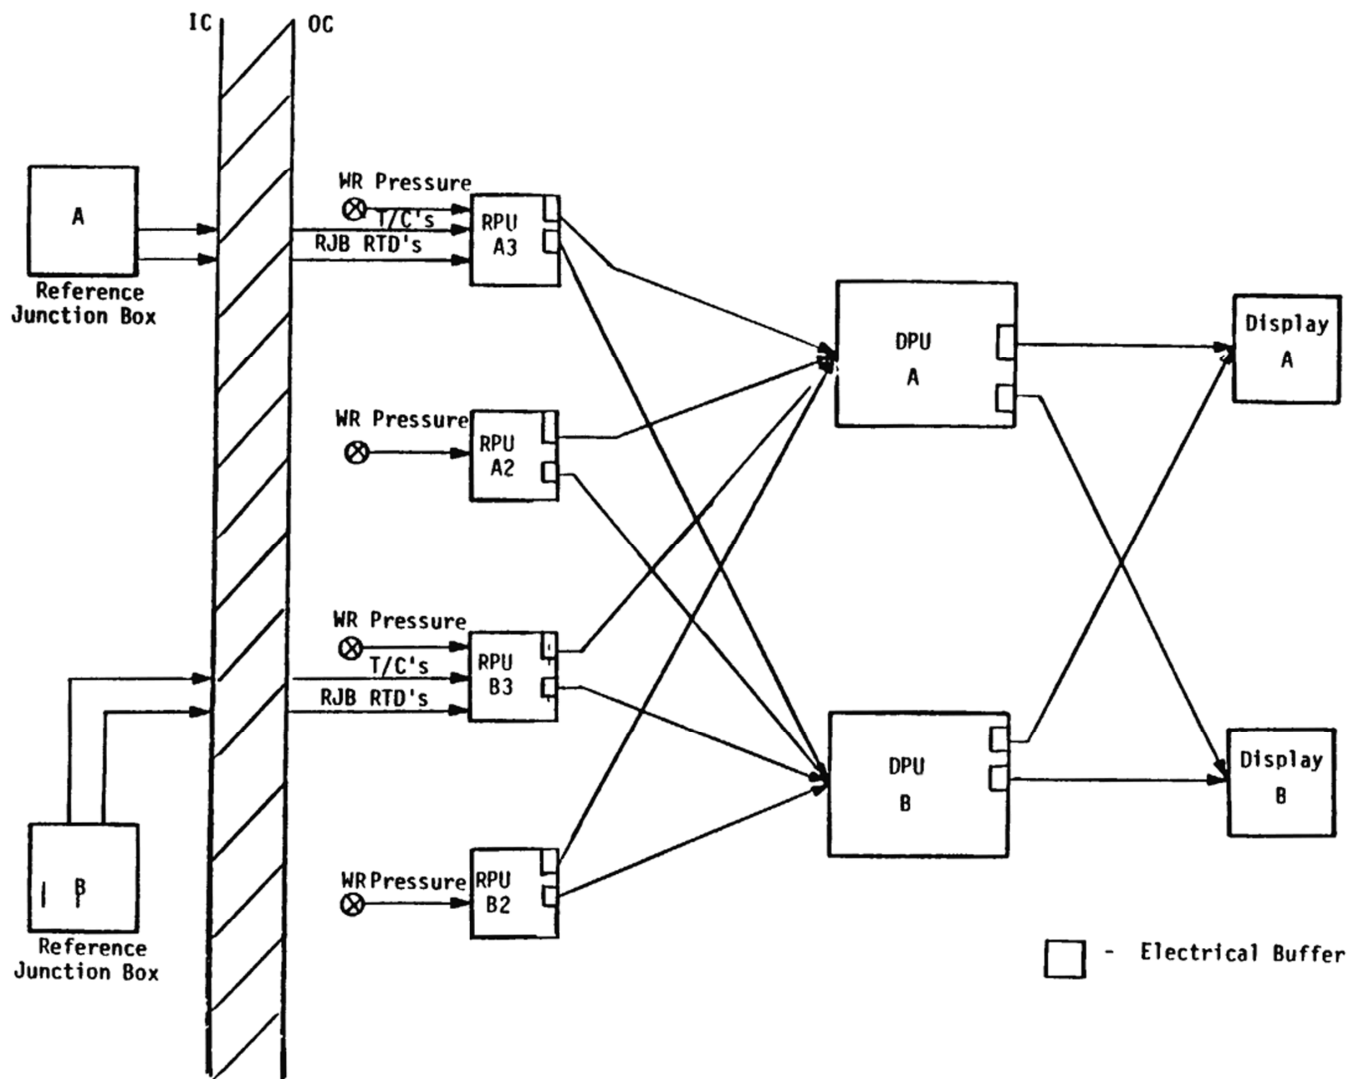 IC OC
A
Reference
Junction Box
WR Pressure
T/C's
RJB RTD's
RPU
A3
WR Pressure
RPU
A2
DPU
A
Display
A
WR Pressure
T/C's
RJB RTD's
RPU
B3
B
Reference
Junction Box
WR Pressure
RPU
B2
DPU
B
Display
B
- Electrical Buffer